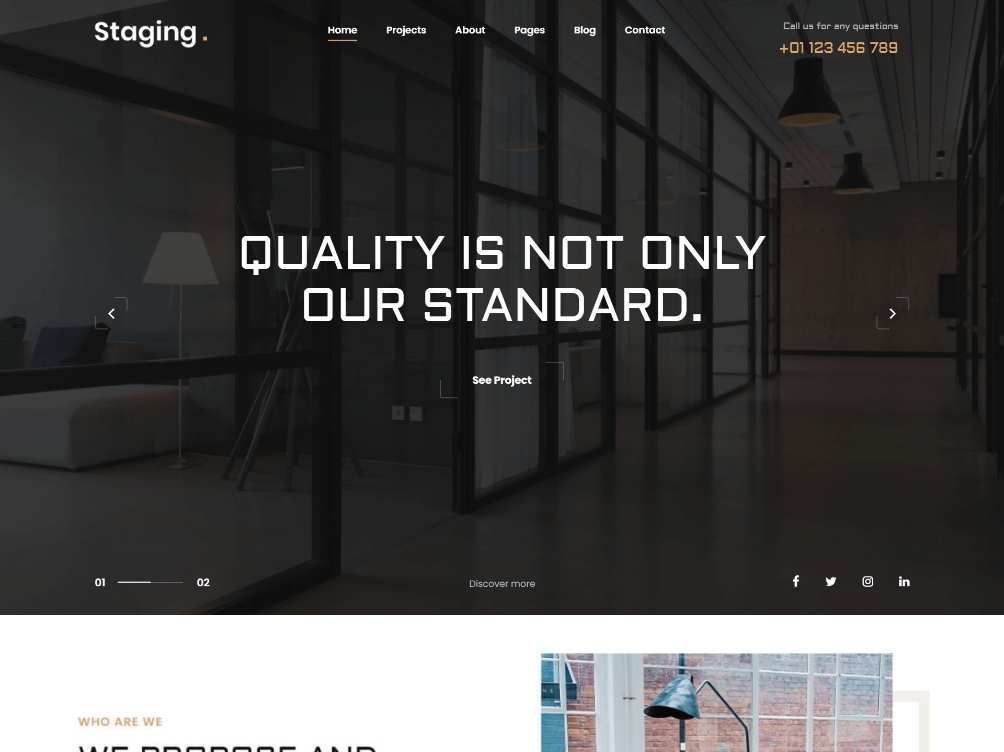 Staging .
Home Projects About Pages Blog Contact
Call us for any questions
+01 123 456 789
QUALITY IS NOT ONLY
OUR STANDARD.
See Project
01 02
Discover more
WHO ARE WE
WE PROPOSE AND